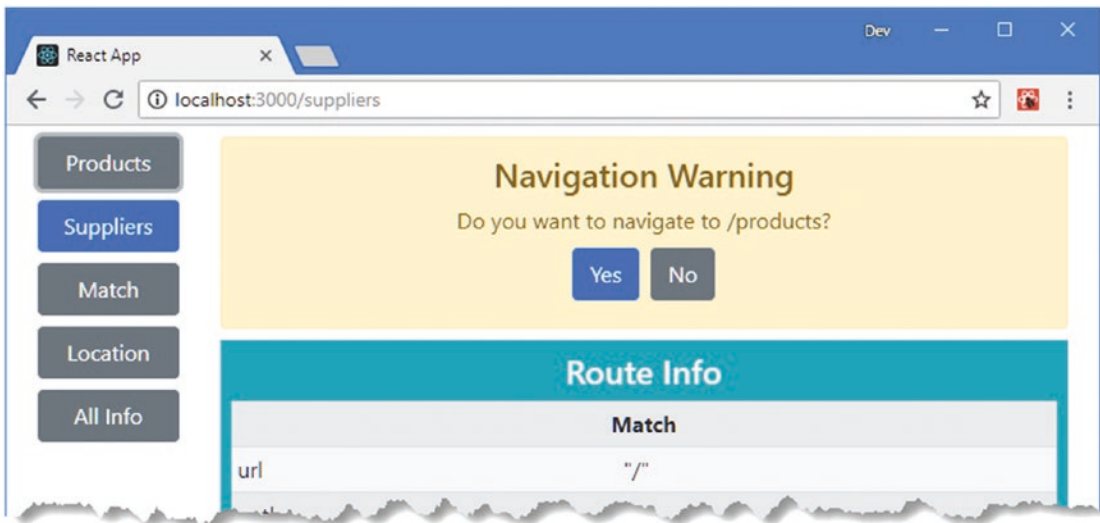 Dev
React App
localhost:3000/suppliers
Products
Suppliers
Match
Location
All Info
Navigation Warning
Do you want to navigate to /products?
Yes No
Route Info
Match
url "/"